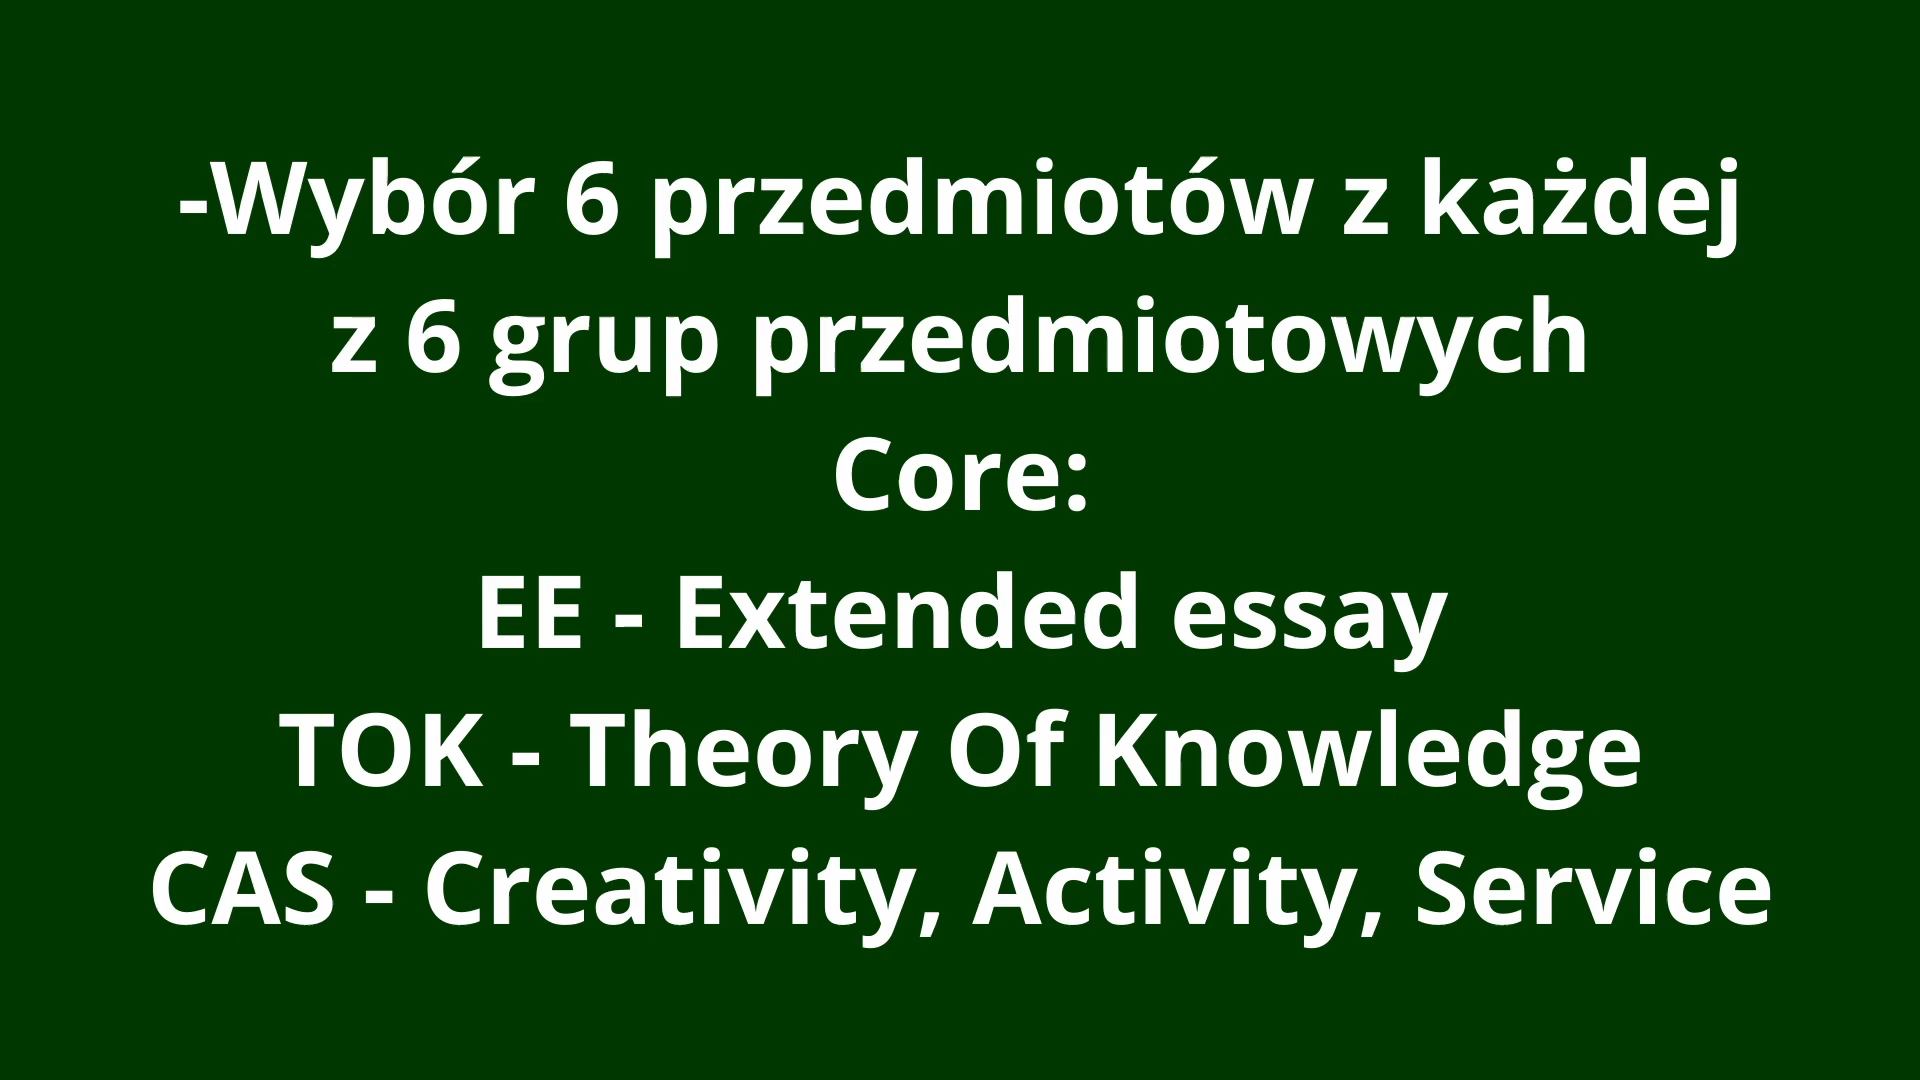 -Wybór 6 przedmiotów z każdej
z 6 grup przedmiotowych
Core:
EE - Extended essay
TOK - Theory Of Knowledge
CAS - Creativity, Activity, Service